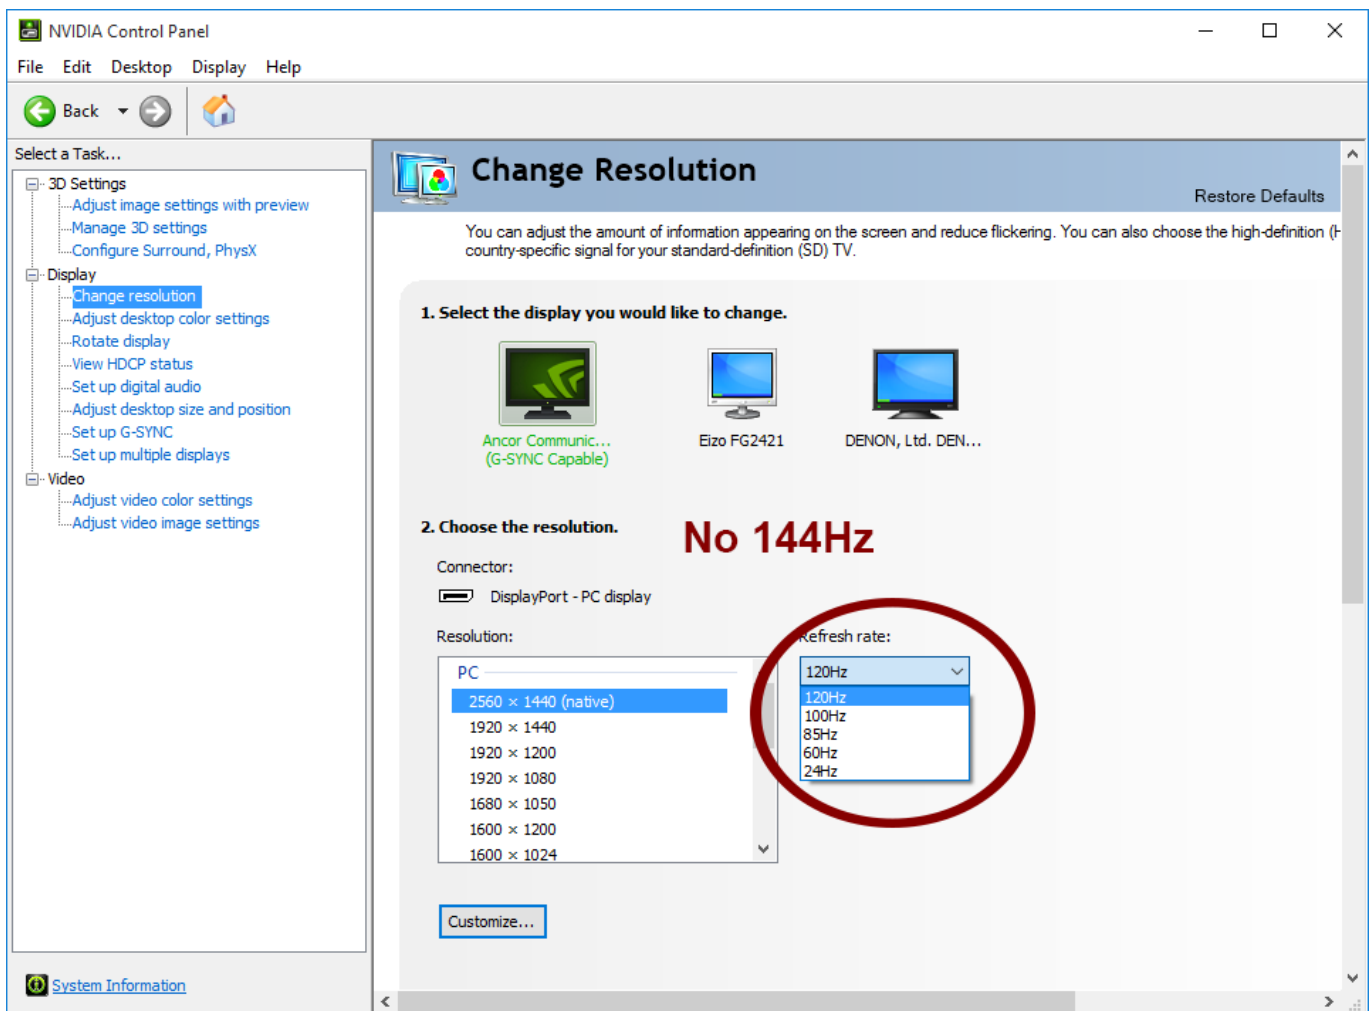 NVIDIA Control Panel
File Edit Desktop Display Help
Back
Select a Task...
3D Settings
Adjust image settings with preview
Manage 3D settings
Configure Surround, PhysX
Display
Change resolution
Adjust desktop color settings
Rotate display
View HDCP status
Set up digital audio
Adjust desktop size and position
Set up G-SYNC
Set up multiple displays
Video
Adjust video color settings
Adjust video image settings
System Information
Change Resolution
Restore Defaults
You can adjust the amount of information appearing on the screen and reduce flickering. You can also choose the high-definition (H
country-specific signal for your standard-definition (SD) TV.
1. Select the display you would like to change.
Ancor Communic...
(G-SYNC Capable)
Eizo FG2421
DENON, Ltd. DEN...
2. Choose the resolution.
No 144Hz
Connector:
DisplayPort - PC display
Resolution:
PC
2560 × 1440 (native)
1920 × 1440
1920 × 1200
1920 × 1080
1680 × 1050
1600 × 1200
1600 × 1024
Refresh rate:
120Hz
120Hz
100Hz
85Hz
60Hz
24Hz
Customize...